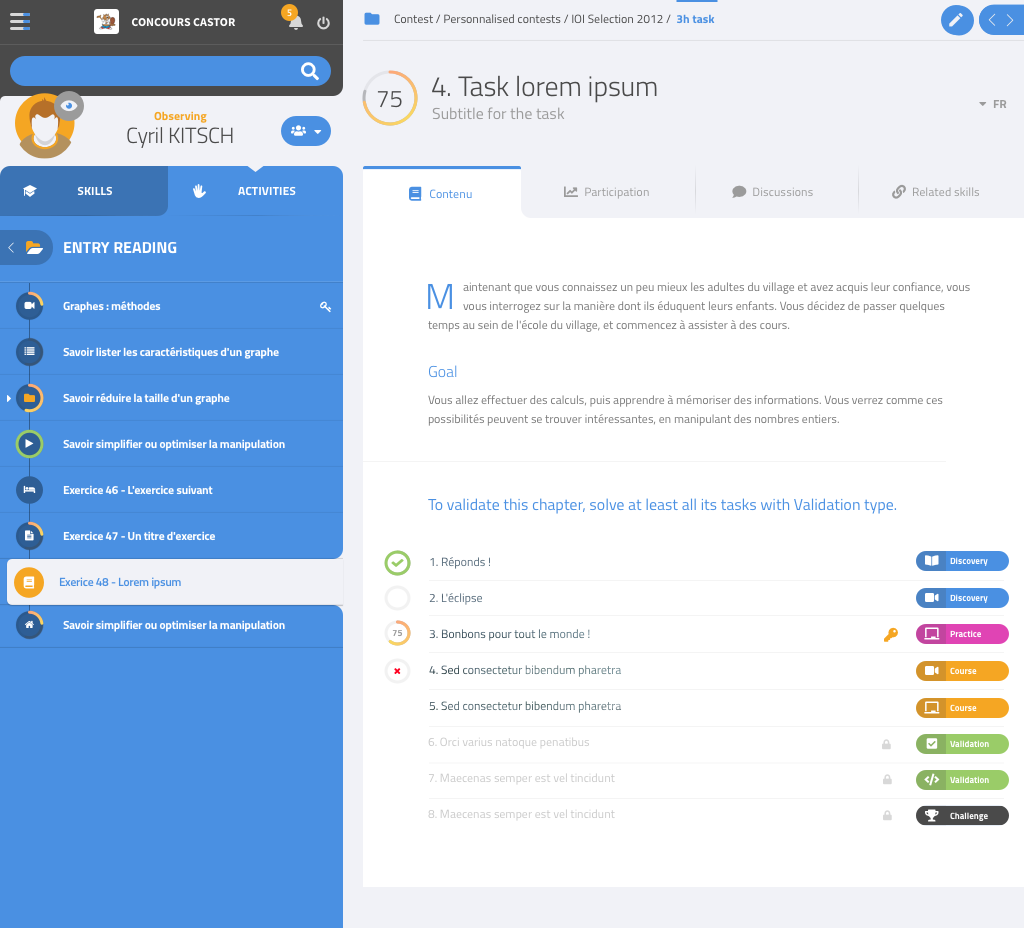 CONCOURS CASTOR
5
Observing
Cyril KITSCH
SKILLS
ACTIVITIES
ENTRY READING
Graphes : méthodes
Savoir lister les caractéristiques d'un graphe
Savoir réduire la taille d'un graphe
Savoir simplifier ou optimiser la manipulation
Exercice 46 - L'exercice suivant
Exercice 47 - Un titre d'exercice
Exerice 48 - Lorem ipsum
Savoir simplifier ou optimiser la manipulation
Contest / Personnalised contests / IOI Selection 2012 / 3h task
75
4. Task lorem ipsum
Subtitle for the task
FR
Contenu
Participation
Discussions
Related skills
Maintenant que vous connaissez un peu mieux les adultes du village et avez acquis leur confiance, vous
vous interrogez sur la manière dont ils éduquent leurs enfants. Vous décidez de passer quelques
temps au sein de l'école du village, et commencez à assister à des cours.
Goal
Vous allez effectuer des calculs, puis apprendre à mémoriser des informations. Vous verrez comme ces
possibilités peuvent se trouver intéressantes, en manipulant des nombres entiers.
To validate this chapter, solve at least all its tasks with Validation type.
1. Réponds !
Discovery
2. L'éclipse
Discovery
75
3. Bonbons pour tout le monde !
Practice
4. Sed consectetur bibendum pharetra
Course
5. Sed consectetur bibendum pharetra
Course
6. Orci varius natoque penatibus
Validation
7. Maecenas semper est vel tincidunt
Validation
8. Maecenas semper est vel tincidunt
Challenge